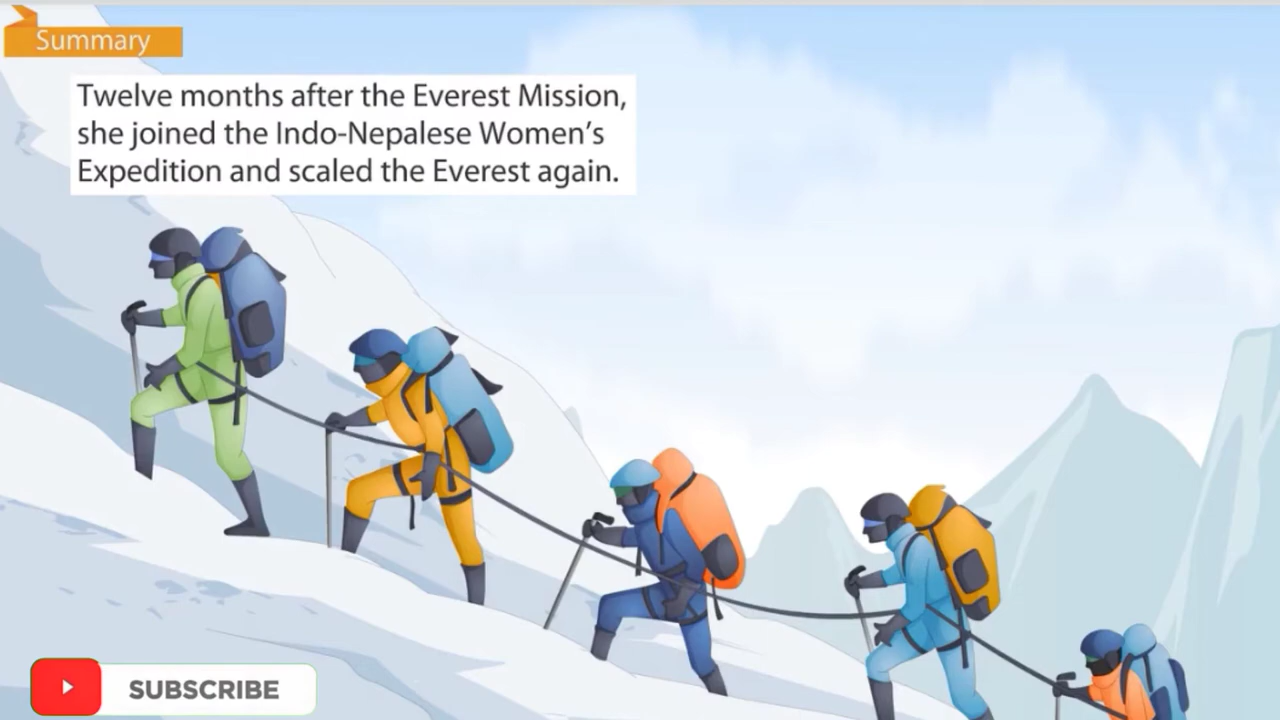 Summary
Twelve months after the Everest Mission,
she joined the Indo-Nepalese Women's
Expedition and scaled the Everest again.
SUBSCRIBE